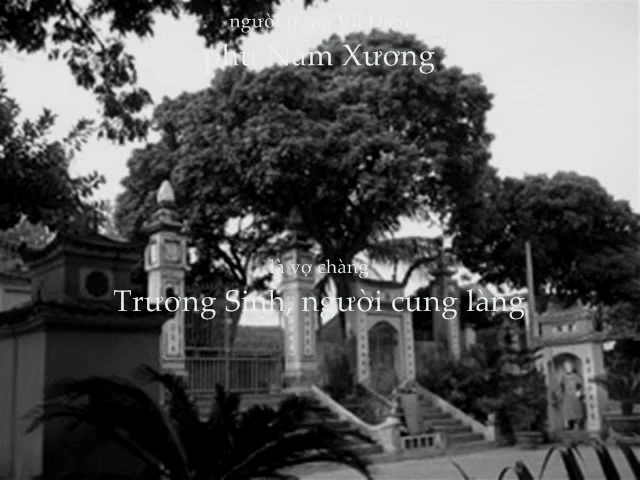 người
phủ Nam Xương
là vợ chàng
Trương Sinh, người cùng làng